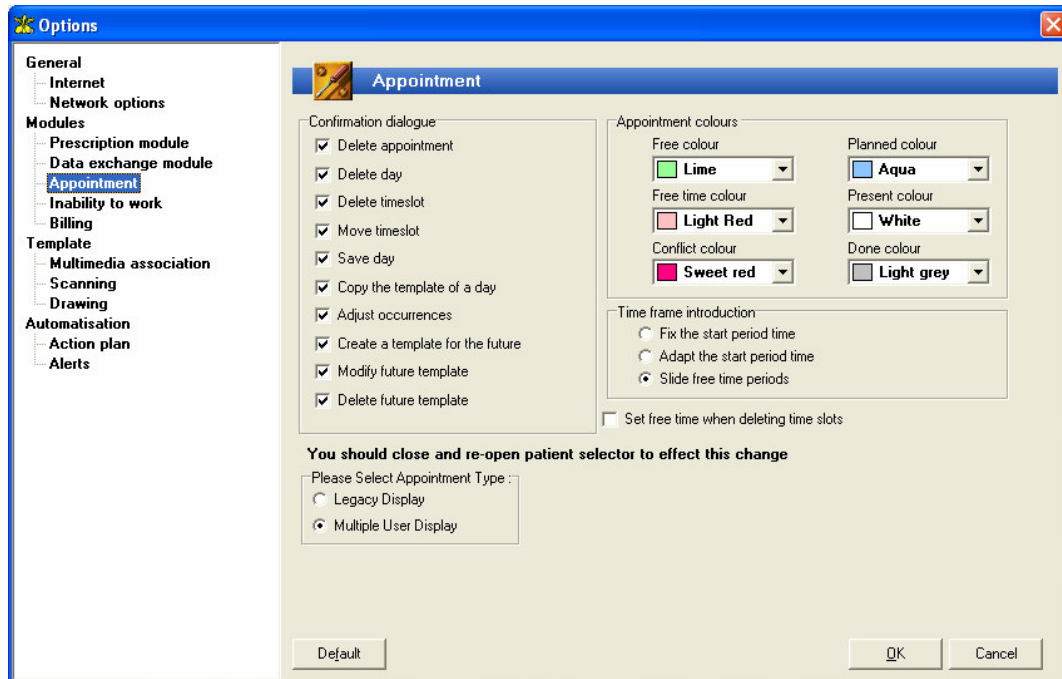 Options
General
Internet
Network options
Modules
Prescription module
Data exchange module
Appointment
Inability to work
Billing
Template
Multimedia association
Scanning
Drawing
Automatisation
Action plan
Alerts
Appointment
Confirmation dialogue
Delete appointment
Delete day
Delete timeslot
Move timeslot
Save day
Copy the template of a day
Adjust occurrences
Create a template for the future
Modify future template
Delete future template
Appointment colours
Free colour
Lime
Planned colour
Aqua
Free time colour
Light Red
Present colour
White
Conflict colour
Sweet red
Done colour
Light grey
Time frame introduction
Fix the start period time
Adapt the start period time
Slide free time periods
Set free time when deleting time slots
You should close and re-open patient selector to effect this change
Please Select Appointment Type :
Legacy Display
Multiple User Display
Default
OK
Cancel